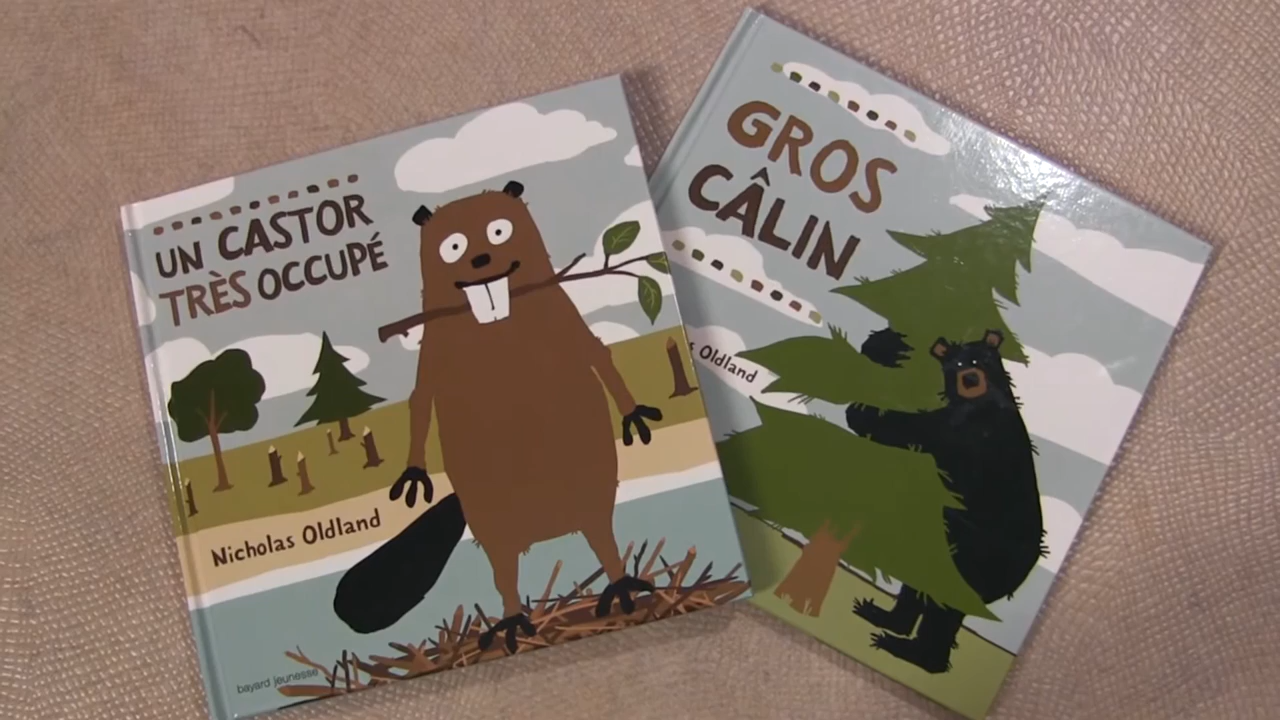 UN CASTOR
TRÈS OCCUPÉ
Nicholas Oldland
bayard jeunesse
GROS
CÂLIN
Oldland